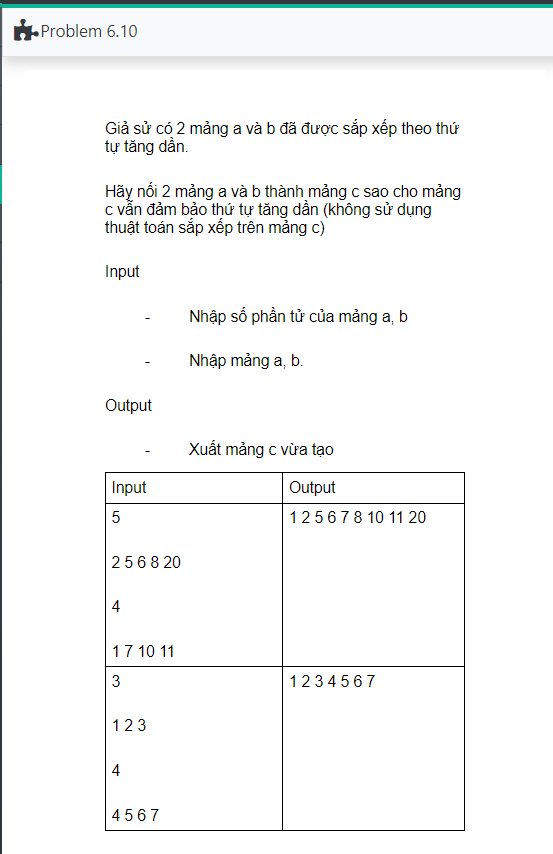 Problem 6.10
Giả sử có 2 mảng a và b đã được sắp xếp theo thứ
tự tăng dần.
Hãy nối 2 mảng a và b thành mảng c sao cho mảng
c vẫn đảm bảo thứ tự tăng dần (không sử dụng
thuật toán sắp xếp trên mảng c)
Input
- Nhập số phần tử của mảng a, b
- Nhập mảng a, b.
Output
- Xuất mảng c vừa tạo
Input Output
5 1 2 5 6 7 8 10 11 20
2 5 6 8 20
4
1 7 10 11
3 1 2 3 4 5 6 7
1 2 3
4
4 5 6 7